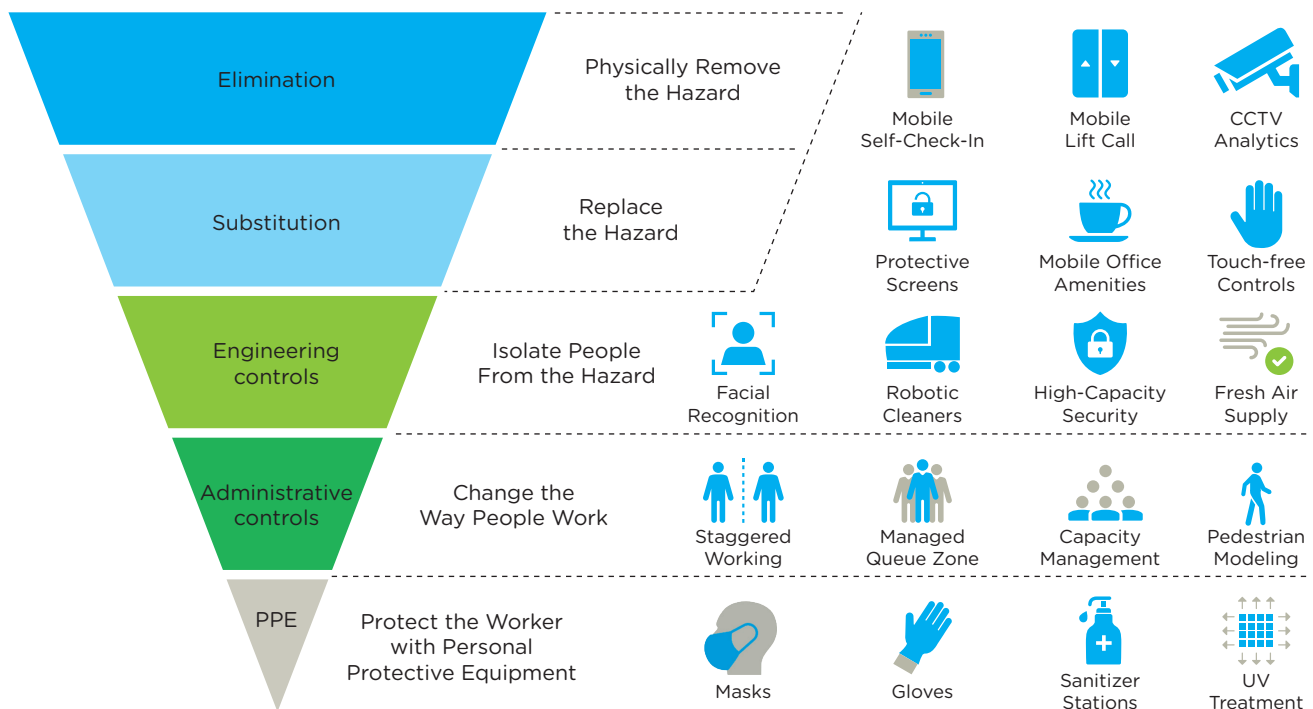 Elimination
Physically Remove
the Hazard
Mobile
Self-Check-In
Mobile
Lift Call
CCTV
Analytics
Substitution
Replace
the Hazard
Protective
Screens
Mobile Office
Amenities
Touch-free
Controls
Engineering
controls
Isolate People
From the Hazard
Facial
Recognition
Robotic
Cleaners
High-Capacity
Security
Fresh Air
Supply
Administrative
controls
Change the
Way People Work
Staggered
Working
Managed
Queue Zone
Capacity
Management
Pedestrian
Modeling
PPE
Protect the Worker
with Personal
Protective Equipment
Masks
Gloves
Sanitizer
Stations
UV
Treatment